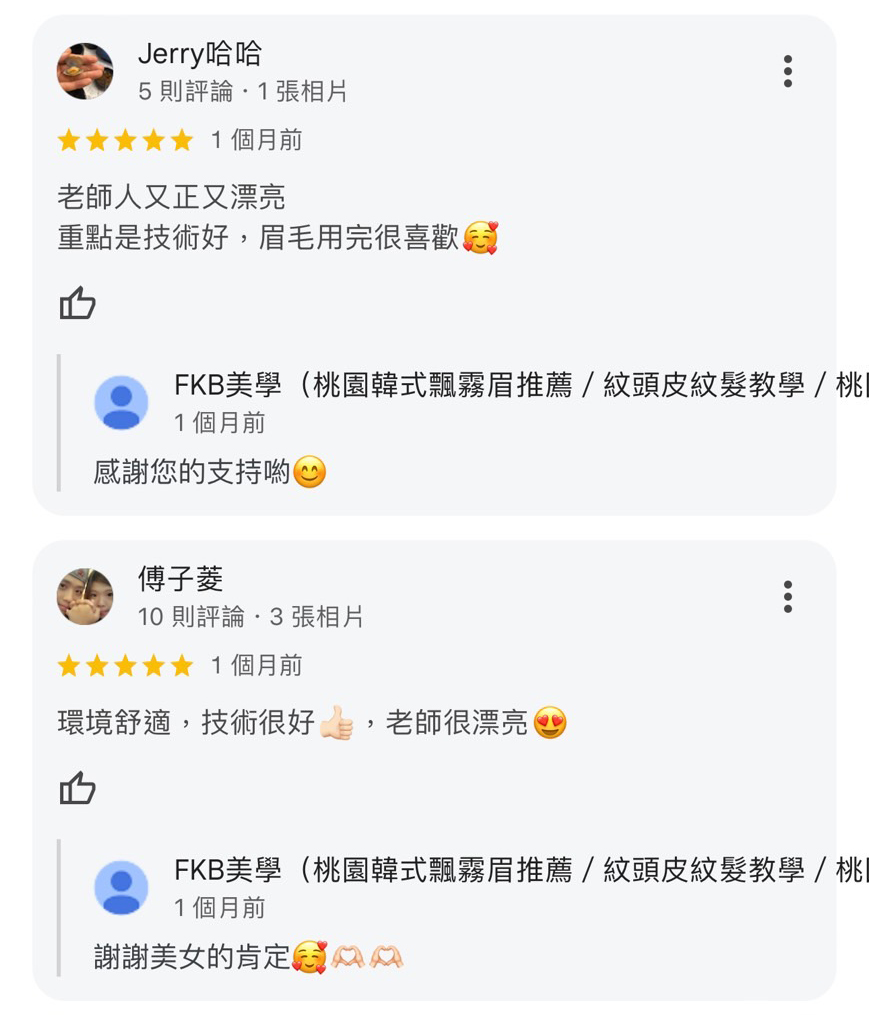 Jerry哈哈
5 則評論·1 張相片
1 個月前
老師人又正又漂亮
重點是技術好，眉毛用完很喜歡🥰
FKB美學（桃園韓式飄霧眉推薦／紋頭皮紋髮教學／桃
1 個月前
感謝您的支持喲😊
傅子菱
10 則評論·3 張相片
1 個月前
環境舒適，技術很好👍🏻，老師很漂亮😍
FKB美學（桃園韓式飄霧眉推薦／紋頭皮紋髮教學／桃
1 個月前
謝謝美女的肯定🥰🫶🏻🫶🏻